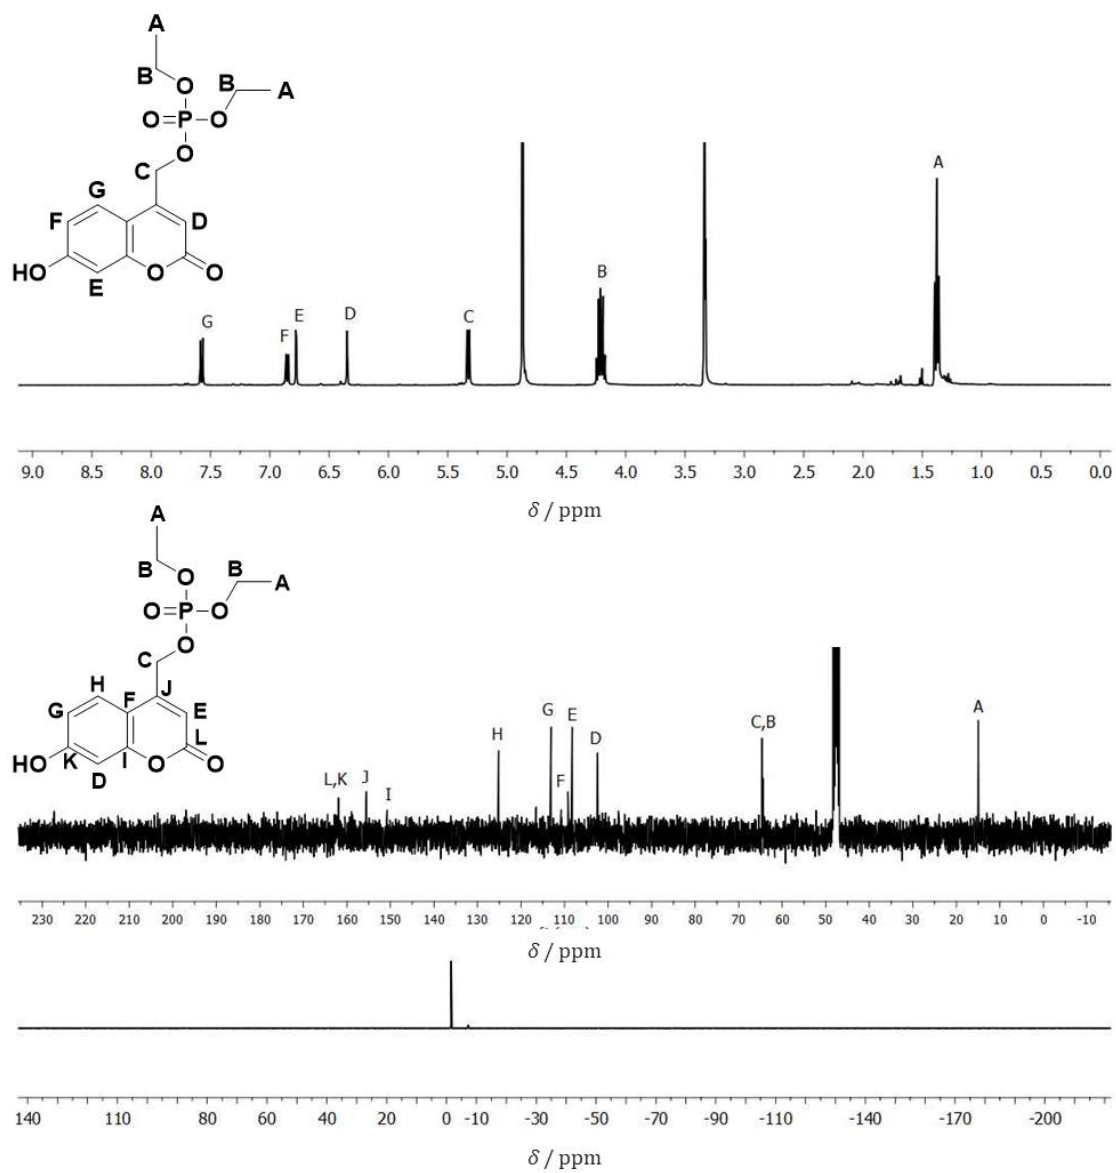 A
B
O
B
A
O=P-O
O
C
G
F
D
HO
O
O
E
A
B
G
F
E
D
C
9.0 8.5 8.0 7.5 7.0 6.5 6.0 5.5 5.0 4.5 4.0 3.5 3.0 2.5 2.0 1.5 1.0 0.5 0.0
δ / ppm
A
B
O
B
A
O=P-O
O
C
H
F
J
G
E
L
HO
K
D
I
O
O
H
G
E
D
F
L,K
J
I
C,B
A
230 220 210 200 190 180 170 160 150 140 130 120 110 100 90 80 70 60 50 40 30 20 10 0 -10
δ / ppm
140 110 80 60 40 20 0 -10 -30 -50 -70 -90 -110 -140 -170 -200
δ / ppm